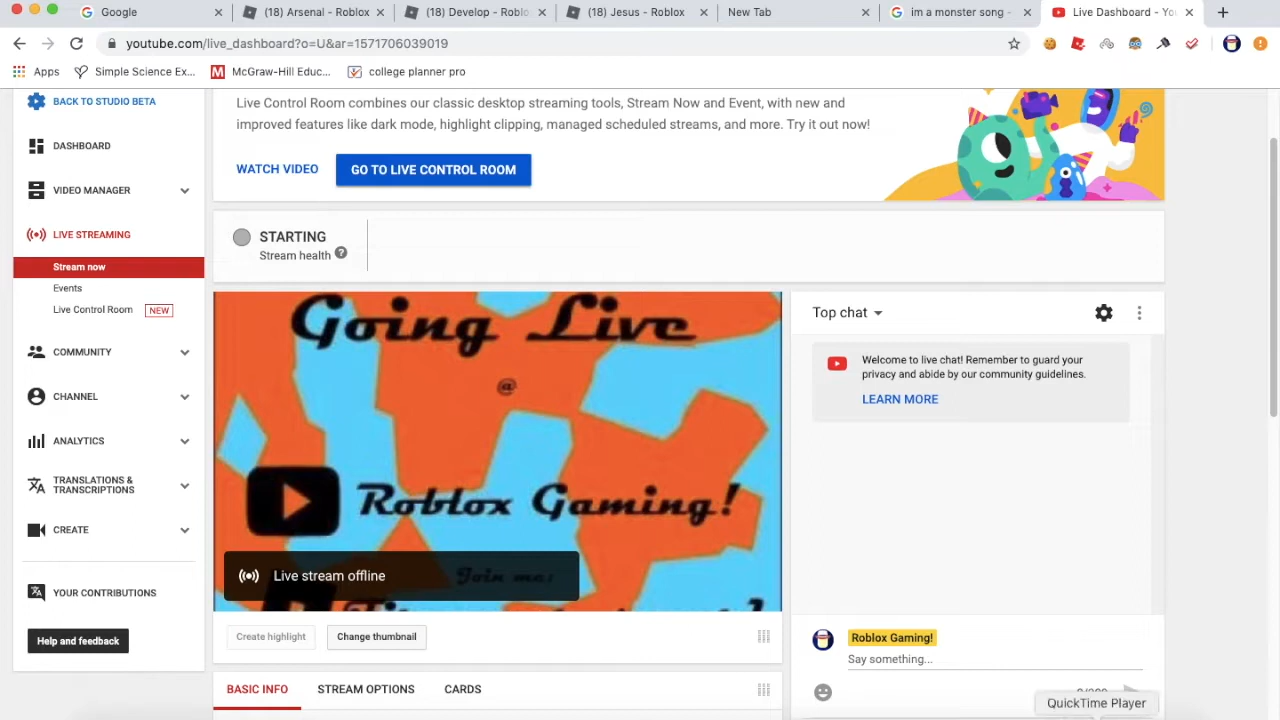 Google
(18) Arsenal - Roblox
(18) Develop - Roblo
(18) Jesus - Roblox
New Tab
im a monster song -
Live Dashboard - You
youtube.com/live_dashboard?o=U&ar=1571706039019
Apps
Simple Science Ex...
McGraw-Hill Educ...
college planner pro
BACK TO STUDIO BETA
DASHBOARD
VIDEO MANAGER
LIVE STREAMING
Stream now
Events
Live Control Room NEW
COMMUNITY
CHANNEL
ANALYTICS
TRANSLATIONS &
TRANSCRIPTIONS
CREATE
YOUR CONTRIBUTIONS
Help and feedback
Live Control Room combines our classic desktop streaming tools, Stream Now and Event, with new and
improved features like dark mode, highlight clipping, managed scheduled streams, and more. Try it out now!
WATCH VIDEO
GO TO LIVE CONTROL ROOM
STARTING
Stream health ?
Going Live
@
Roblox Gaming!
Join me:
Live stream offline
Create highlight
Change thumbnail
BASIC INFO
STREAM OPTIONS
CARDS
Top chat
Welcome to live chat! Remember to guard your
privacy and abide by our community guidelines.
LEARN MORE
Roblox Gaming!
Say something...
QuickTime Player